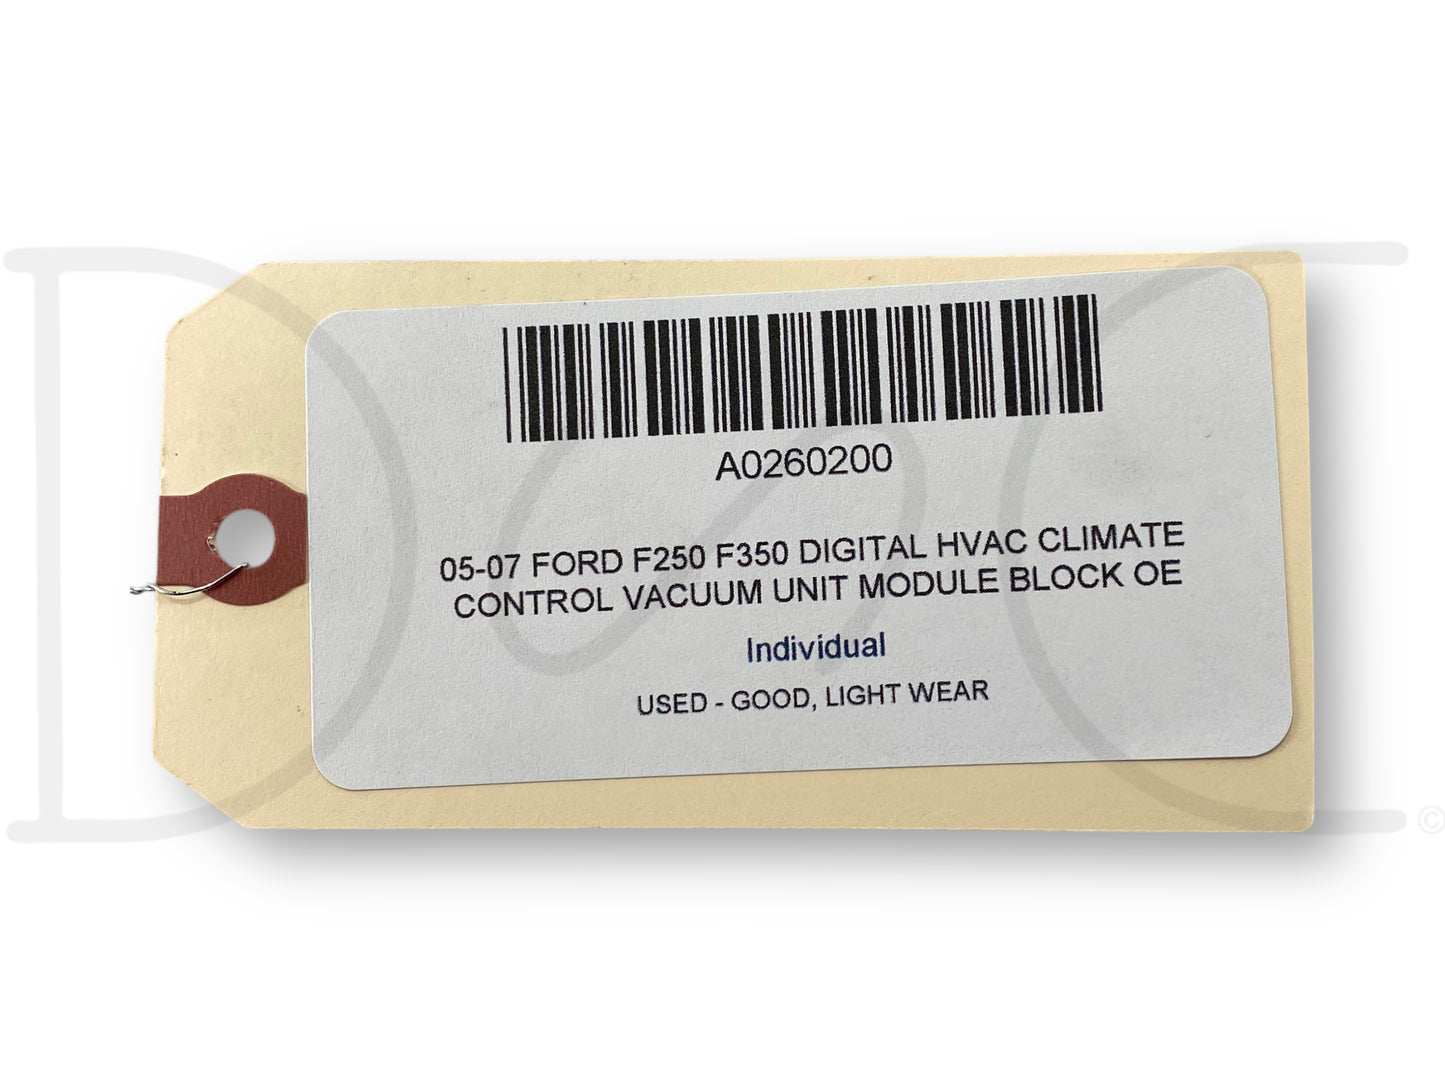 A0260200
05-07 FORD F250 F350 DIGITAL HVAC CLIMATE
CONTROL VACUUM UNIT MODULE BLOCK OE
Individual
USED - GOOD, LIGHT WEAR
DSC
©